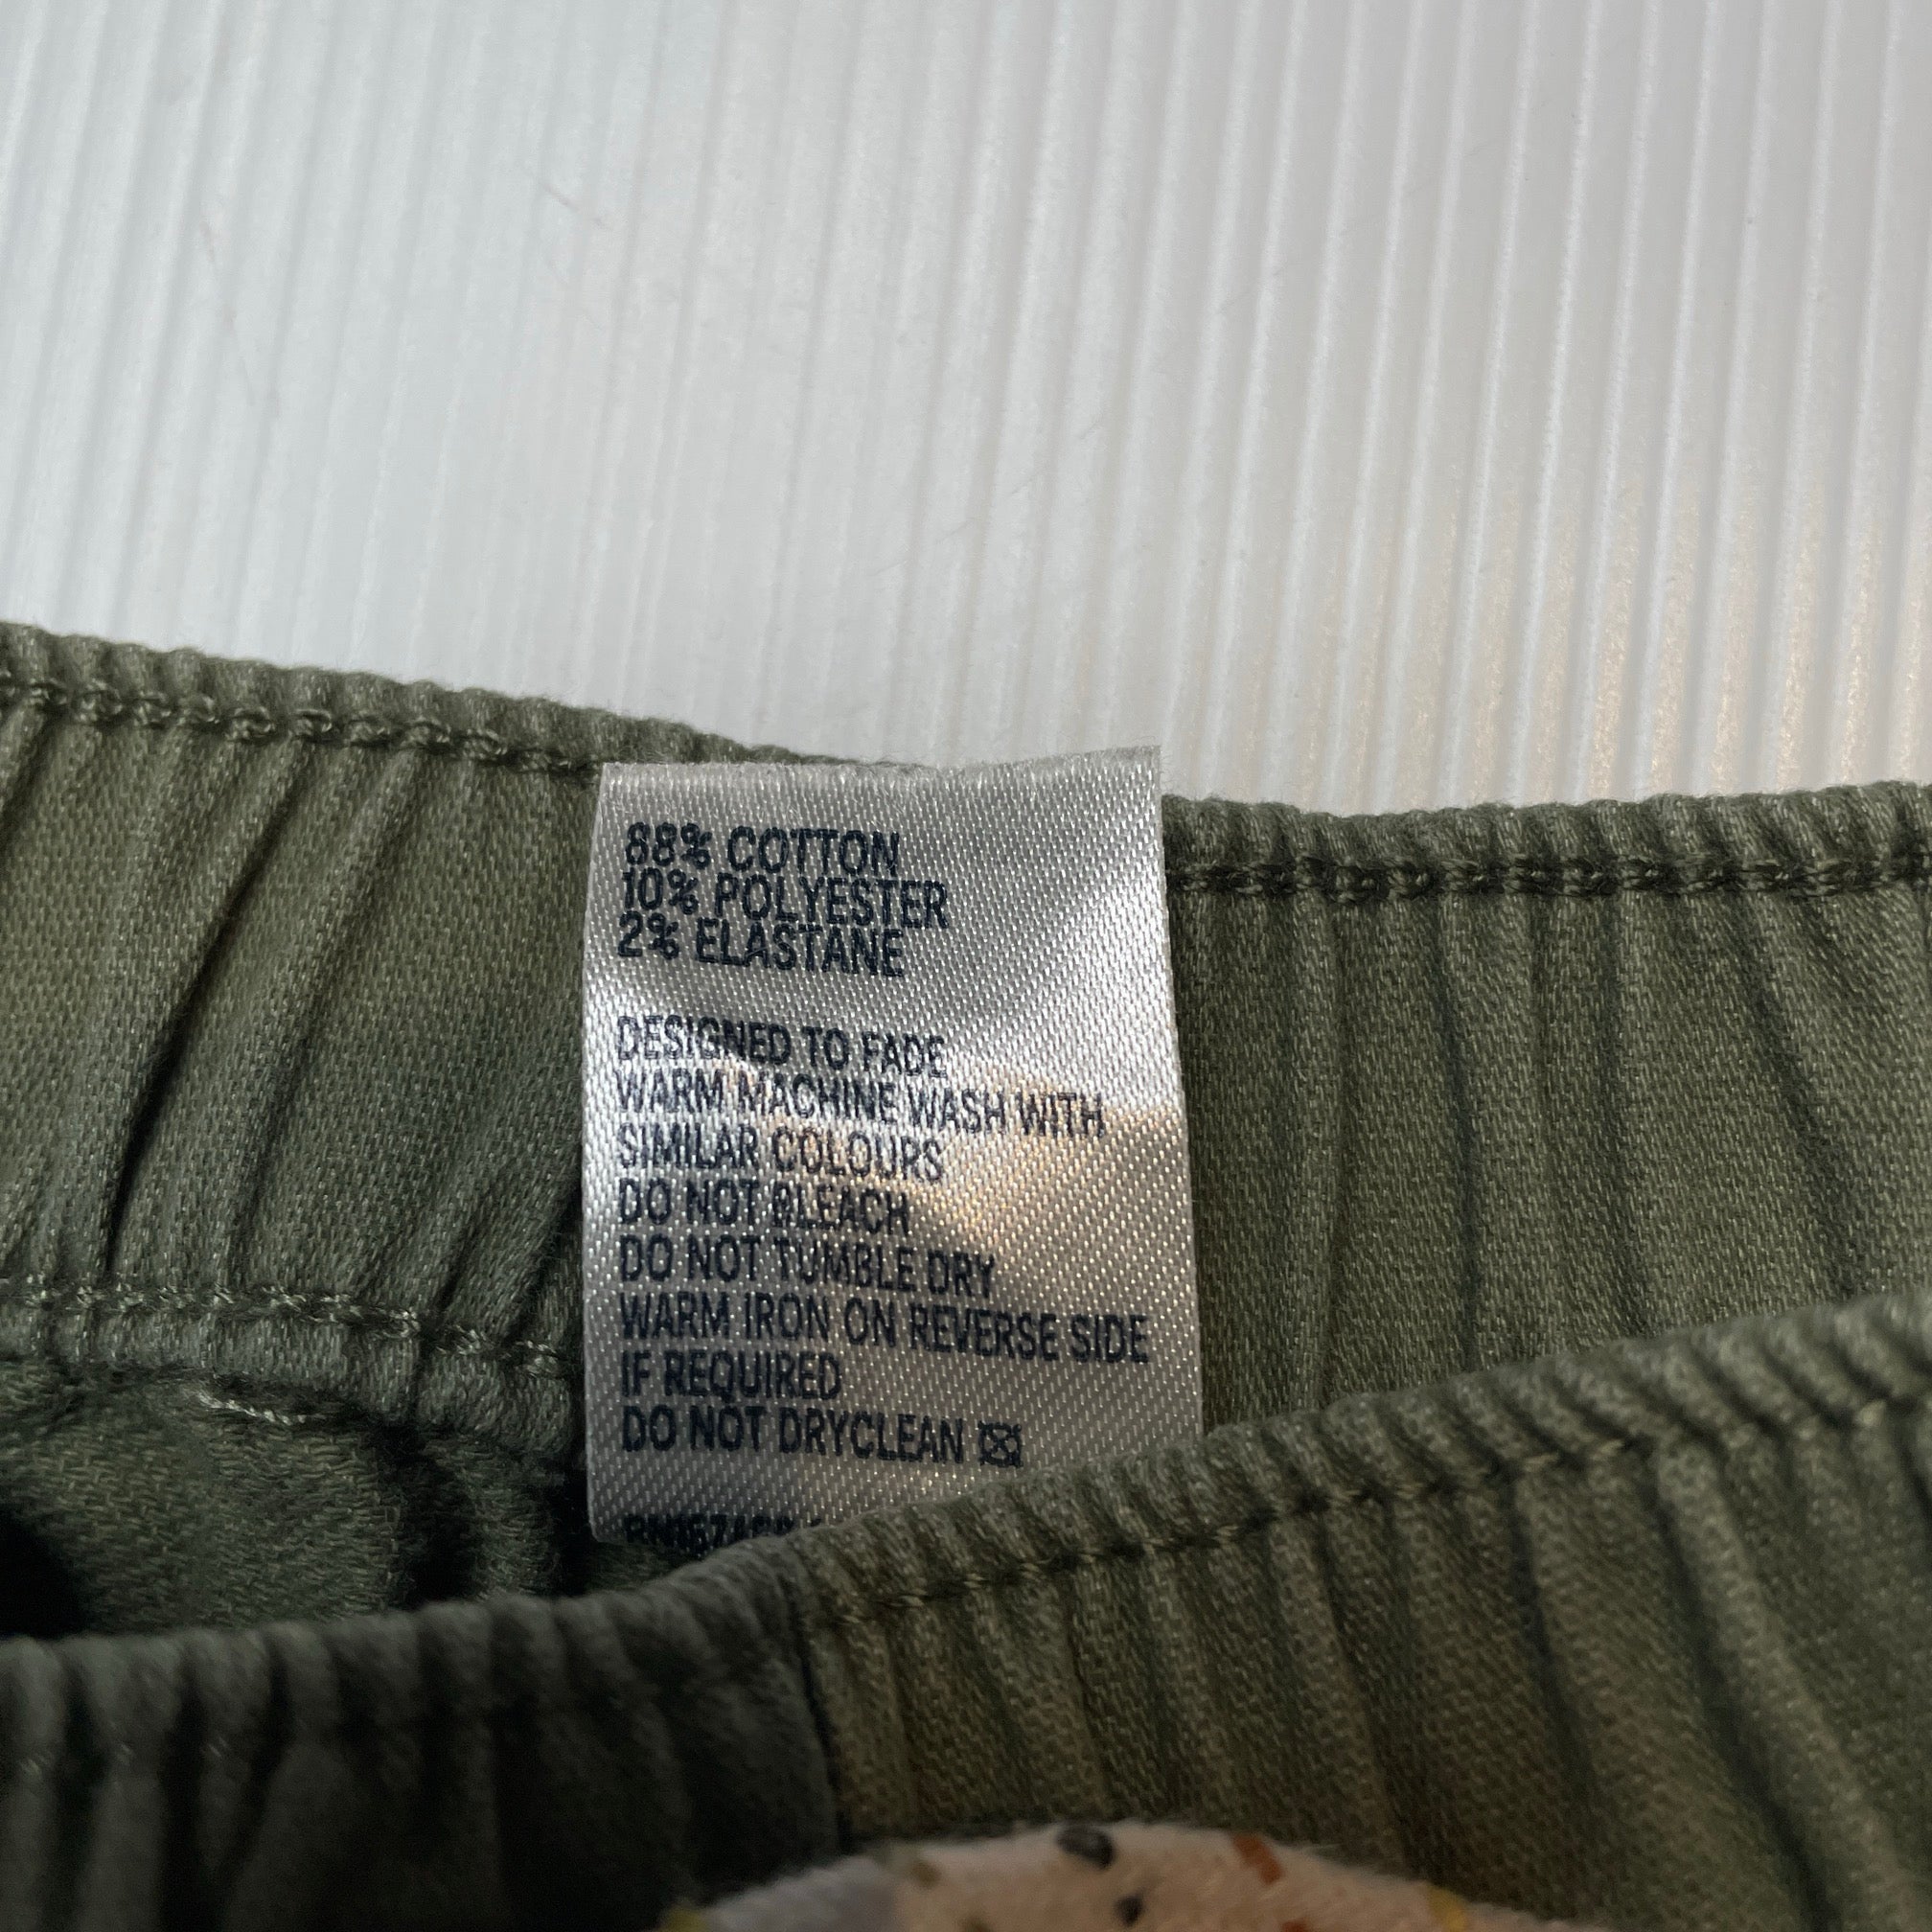 88% COTTON
10% POLYESTER
2% ELASTANE
DESIGNED TO FADE
WARM MACHINE WASH WITH
SIMILAR COLOURS
DO NOT BLEACH
DO NOT TUMBLE DRY
WARM IRON ON REVERSE SIDE
IF REQUIRED
DO NOT DRYCLEAN